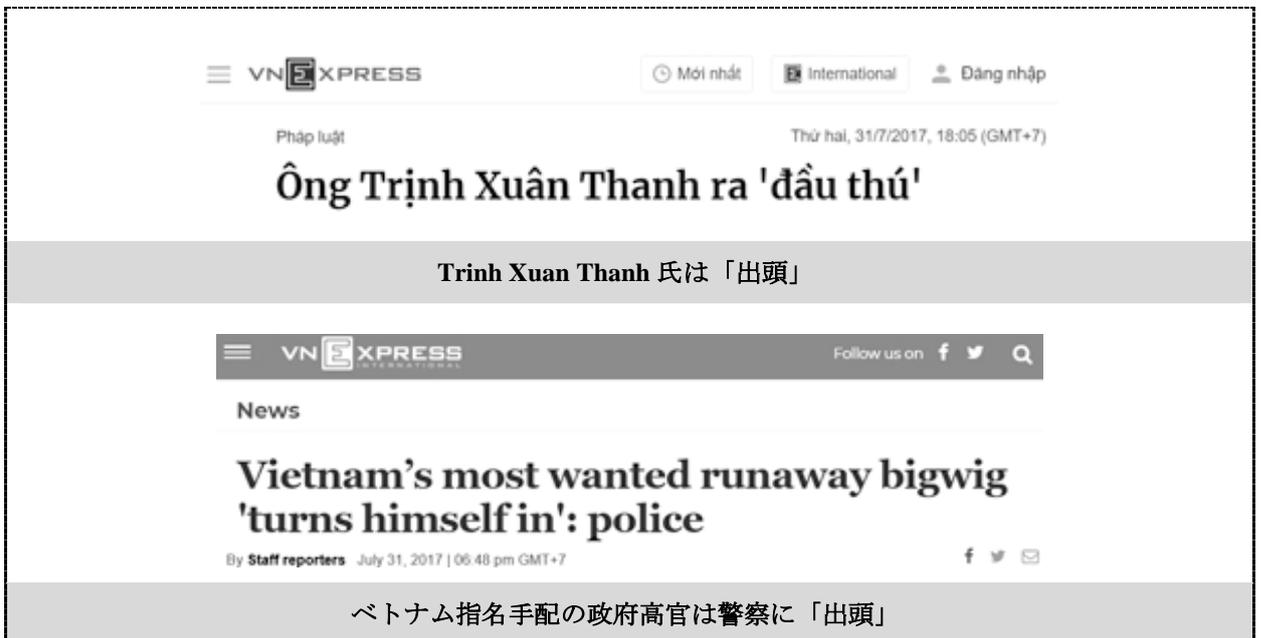 VNEXPRESS Mới nhất International Đăng nhập
Pháp luật Thứ hai, 31/7/2017, 18:05 (GMT+7)
Ông Trịnh Xuân Thanh ra 'đầu thú'
Trinh Xuan Thanh 氏は「出頭」
VNEXPRESS INTERNATIONAL Follow us on
News
Vietnam’s most wanted runaway bigwig
'turns himself in': police
By Staff reporters July 31, 2017 | 06:48 pm GMT+7
ベトナム指名手配の政府高官は警察に「出頭」